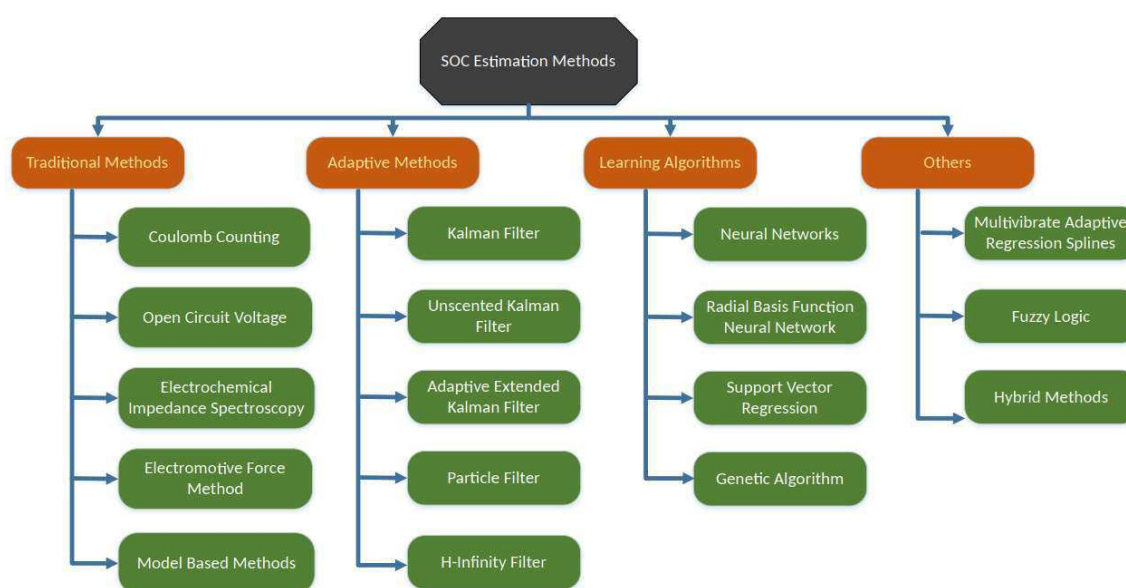 SOC Estimation Methods
Traditional Methods
Adaptive Methods
Learning Algorithms
Others
Coulomb Counting
Open Circuit Voltage
Electrochemical
Impedance Spectroscopy
Electromotive Force
Method
Model Based Methods
Kalman Filter
Unscented Kalman
Filter
Adaptive Extended
Kalman Filter
Particle Filter
H-Infinity Filter
Neural Networks
Radial Basis Function
Neural Network
Support Vector
Regression
Genetic Algorithm
Multivibrate Adaptive
Regression Splines
Fuzzy Logic
Hybrid Methods